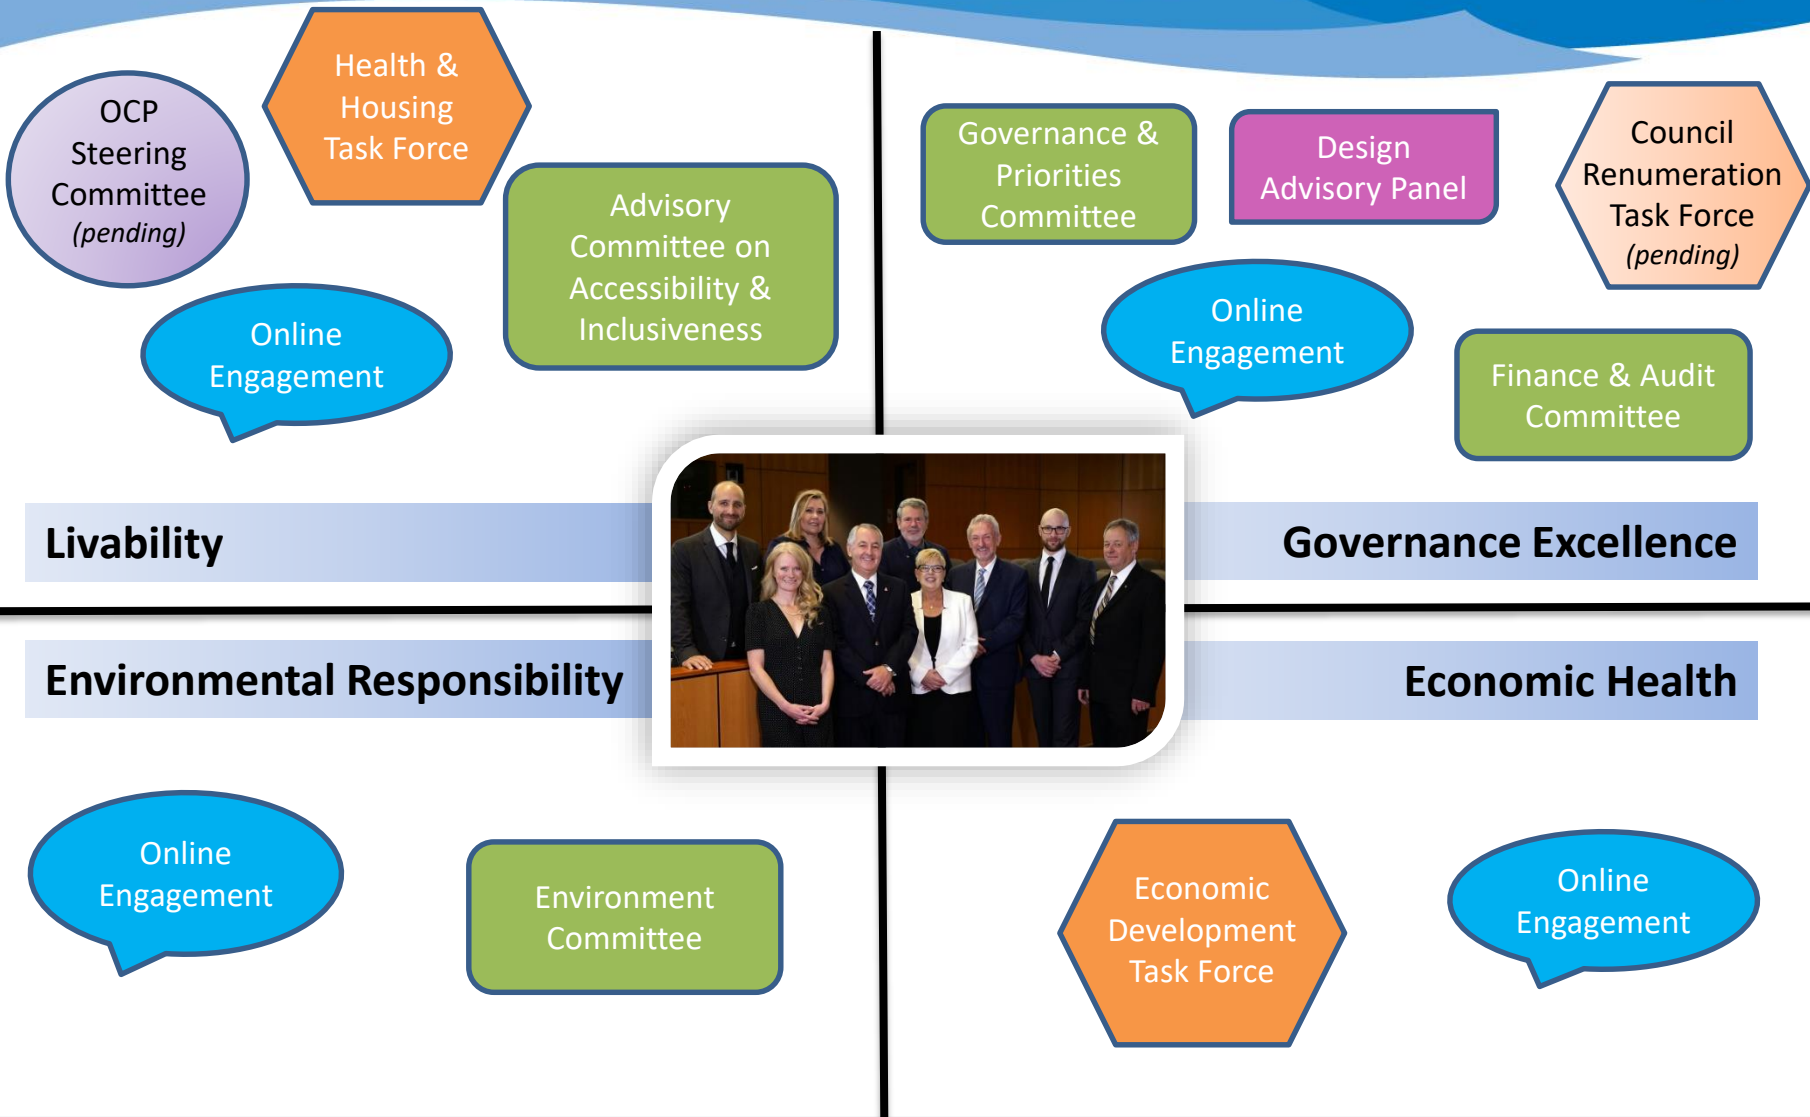 Health &
Housing
Task Force
OCP
Steering
Committee
(pending)
Advisory
Committee on
Accessibility &
Inclusiveness
Online
Engagement
Livability
Governance &
Priorities
Committee
Design
Advisory Panel
Council
Renumeration
Task Force
(pending)
Online
Engagement
Finance & Audit
Committee
Governance Excellence
Environmental Responsibility
Online
Engagement
Environment
Committee
Economic Health
Economic
Development
Task Force
Online
Engagement